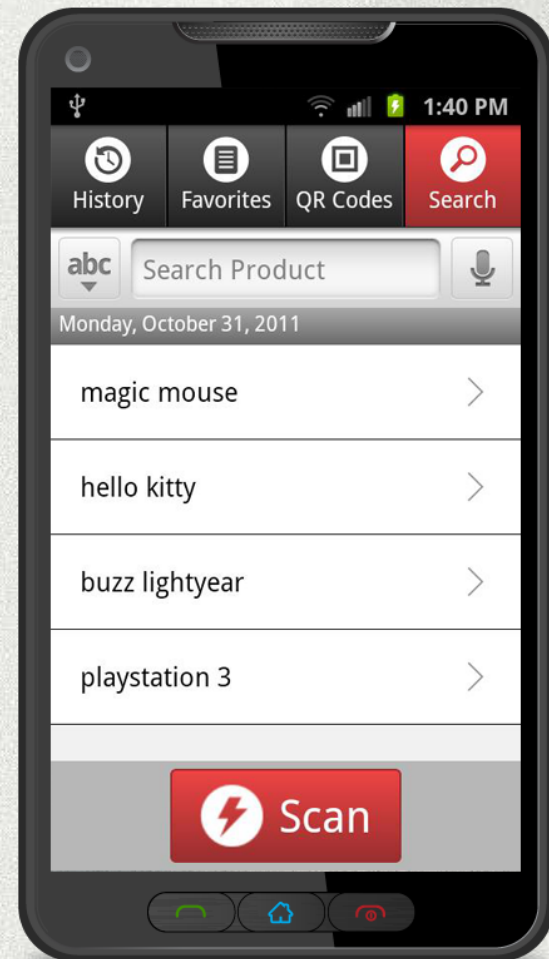 1:40 PM
History Favorites QR Codes Search
abc Search Product
Monday, October 31, 2011
magic mouse
hello kitty
buzz lightyear
playstation 3
Scan